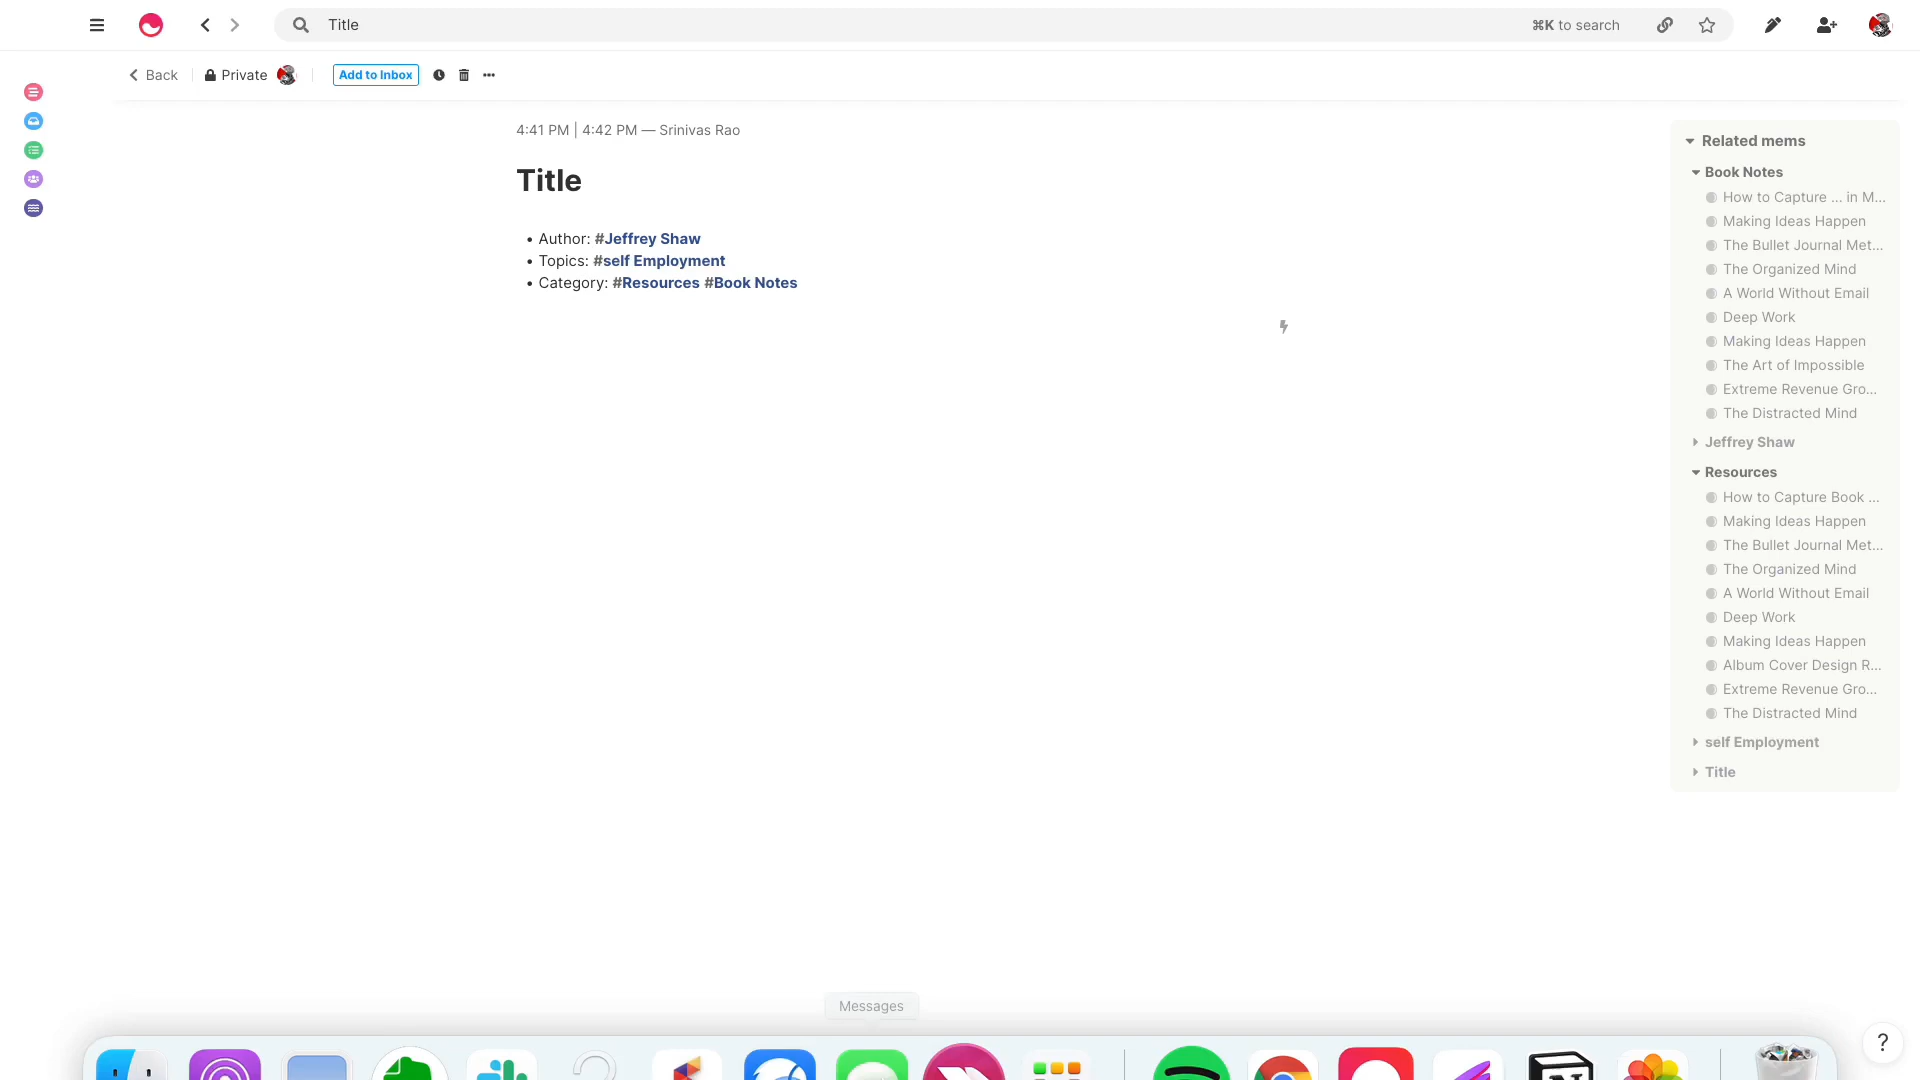 Title
⌘K to search
Back
Private
Add to Inbox
4:41 PM | 4:42 PM — Srinivas Rao
Title
• Author: #Jeffrey Shaw
• Topics: #self Employment
• Category: #Resources #Book Notes
Related mems
Book Notes
How to Capture ... in M...
Making Ideas Happen
The Bullet Journal Met...
The Organized Mind
A World Without Email
Deep Work
Making Ideas Happen
The Art of Impossible
Extreme Revenue Gro...
The Distracted Mind
Jeffrey Shaw
Resources
How to Capture Book ...
Making Ideas Happen
The Bullet Journal Met...
The Organized Mind
A World Without Email
Deep Work
Making Ideas Happen
Album Cover Design R...
Extreme Revenue Gro...
The Distracted Mind
self Employment
Title
Messages
?